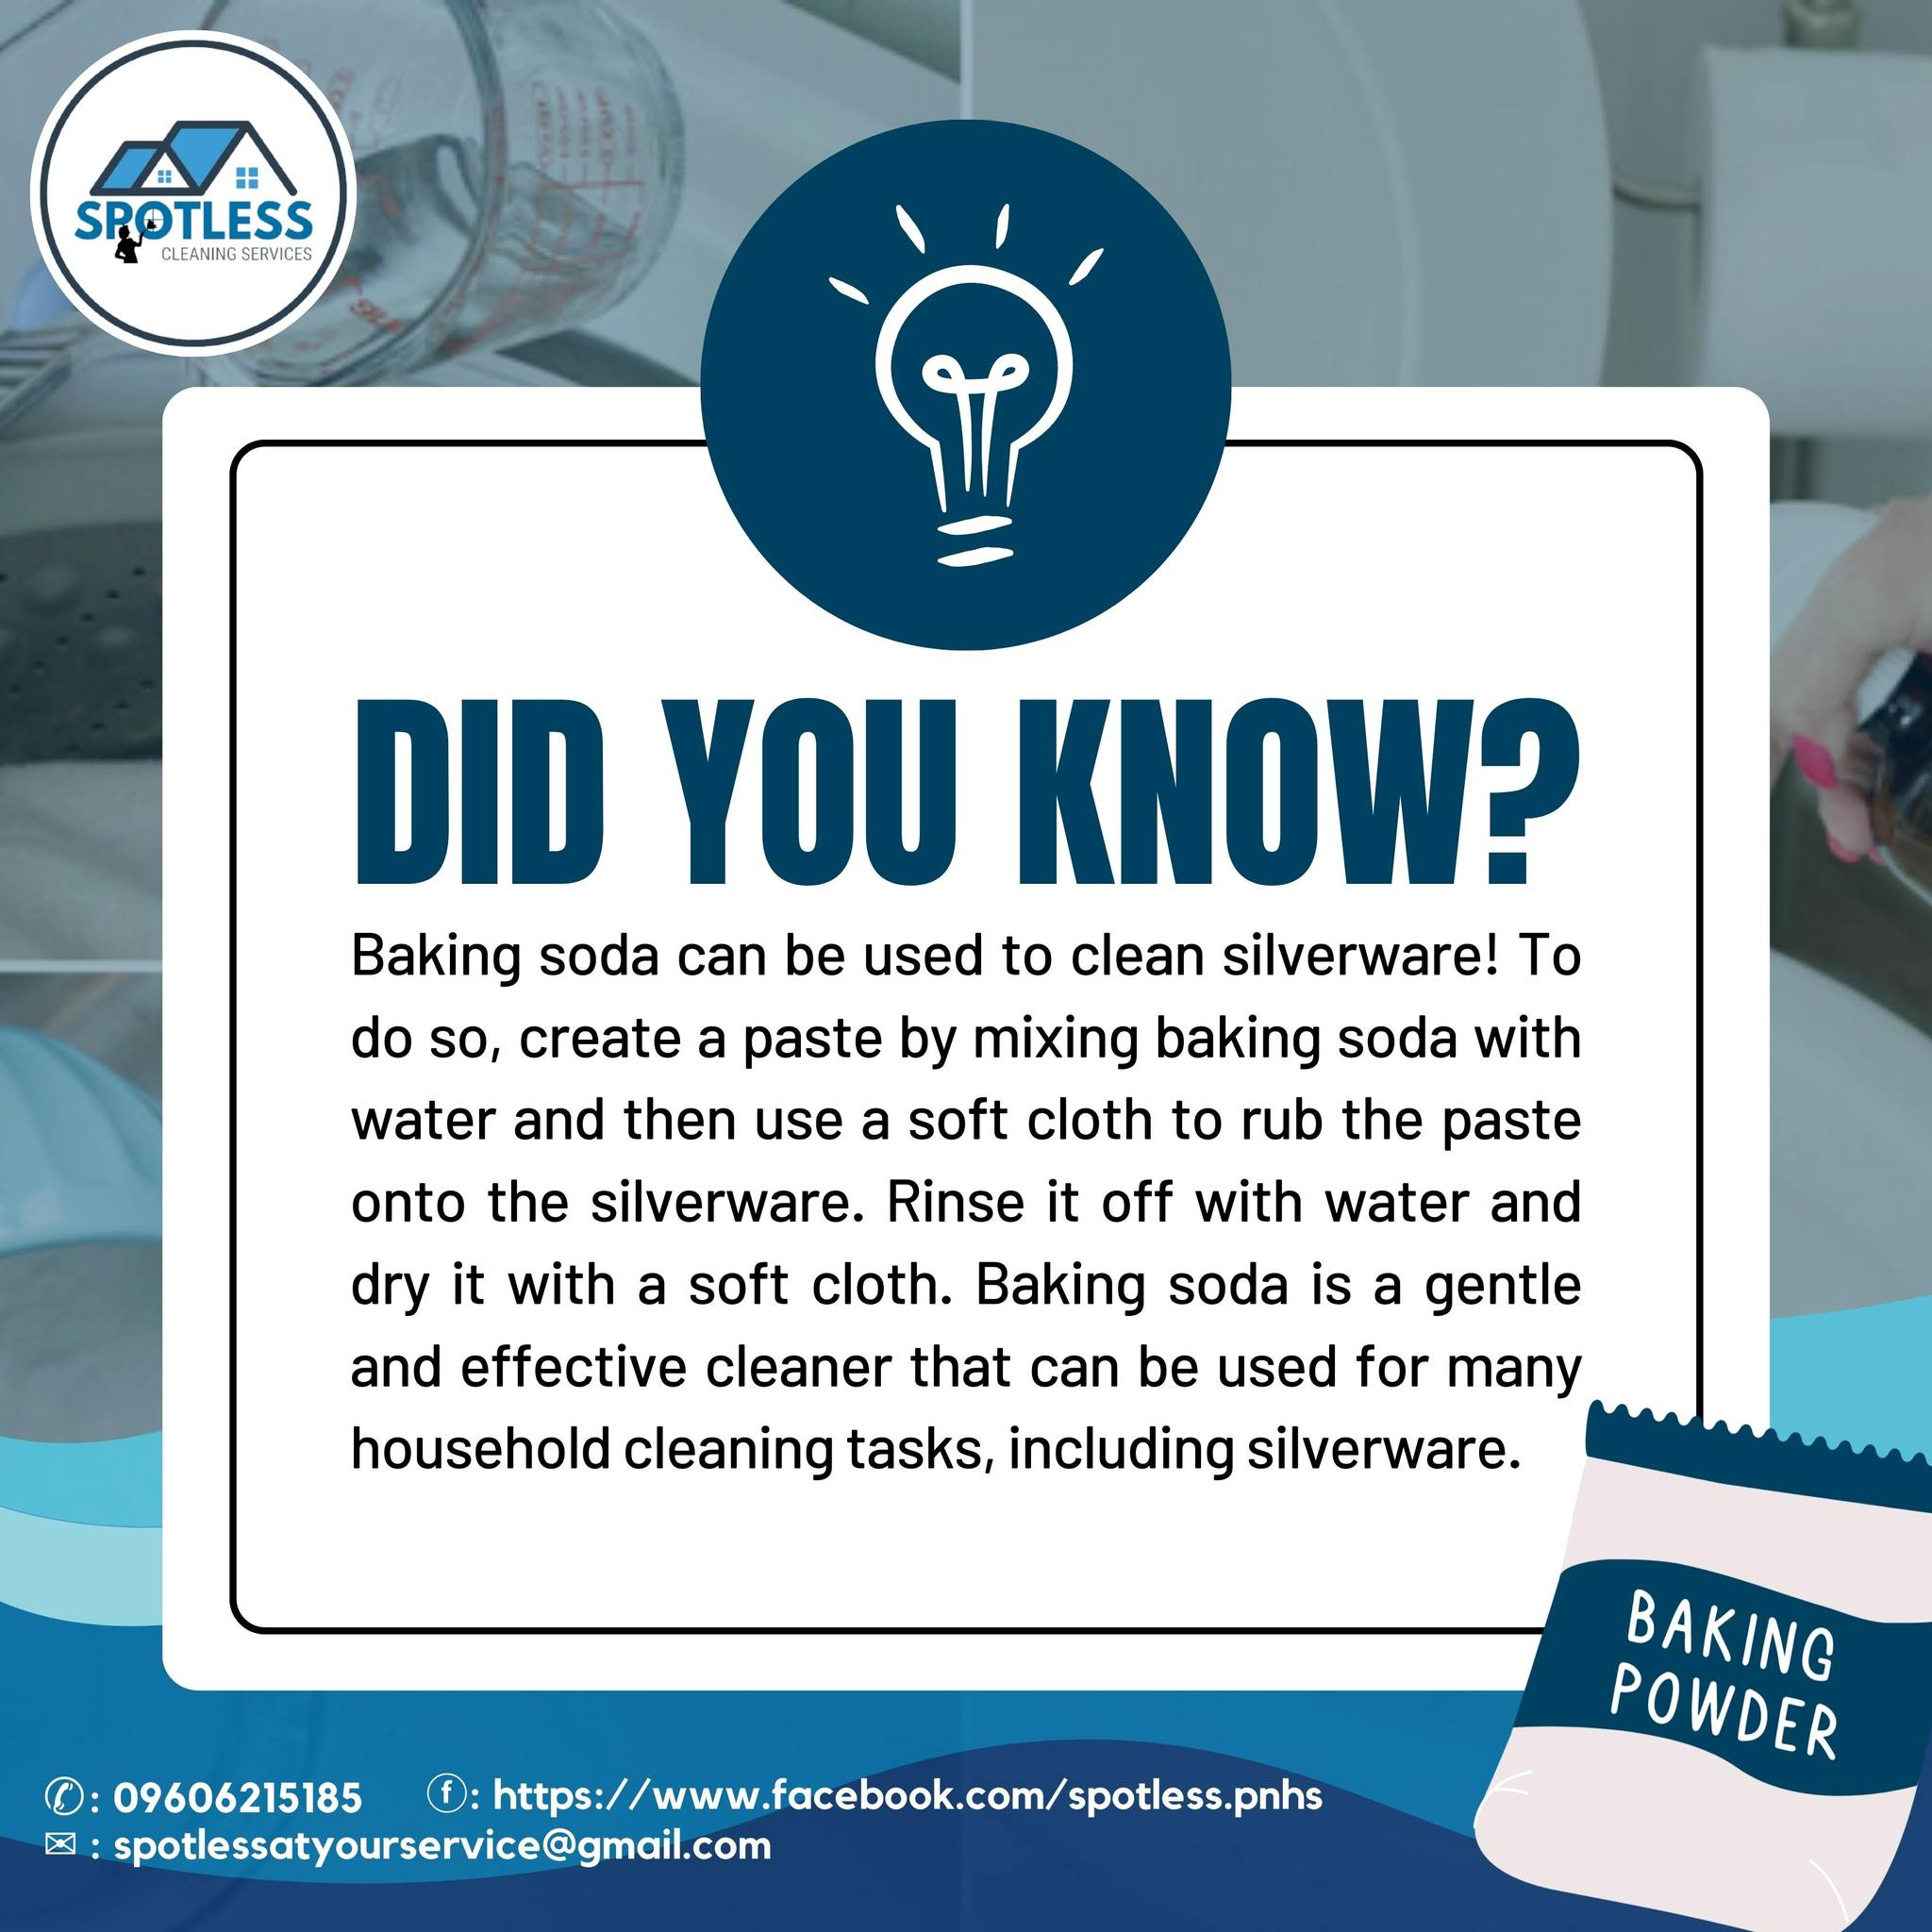 SPOTLESS
CLEANING SERVICES
DID YOU KNOW?
Baking soda can be used to clean silverware! To
do so, create a paste by mixing baking soda with
water and then use a soft cloth to rub the paste
onto the silverware. Rinse it off with water and
dry it with a soft cloth. Baking soda is a gentle
and effective cleaner that can be used for many
household cleaning tasks, including silverware.
BAKING
POWDER
✆: 09606215185 ⓕ: https://www.facebook.com/spotless.pnhs
✉ : spotlessatyourservice@gmail.com